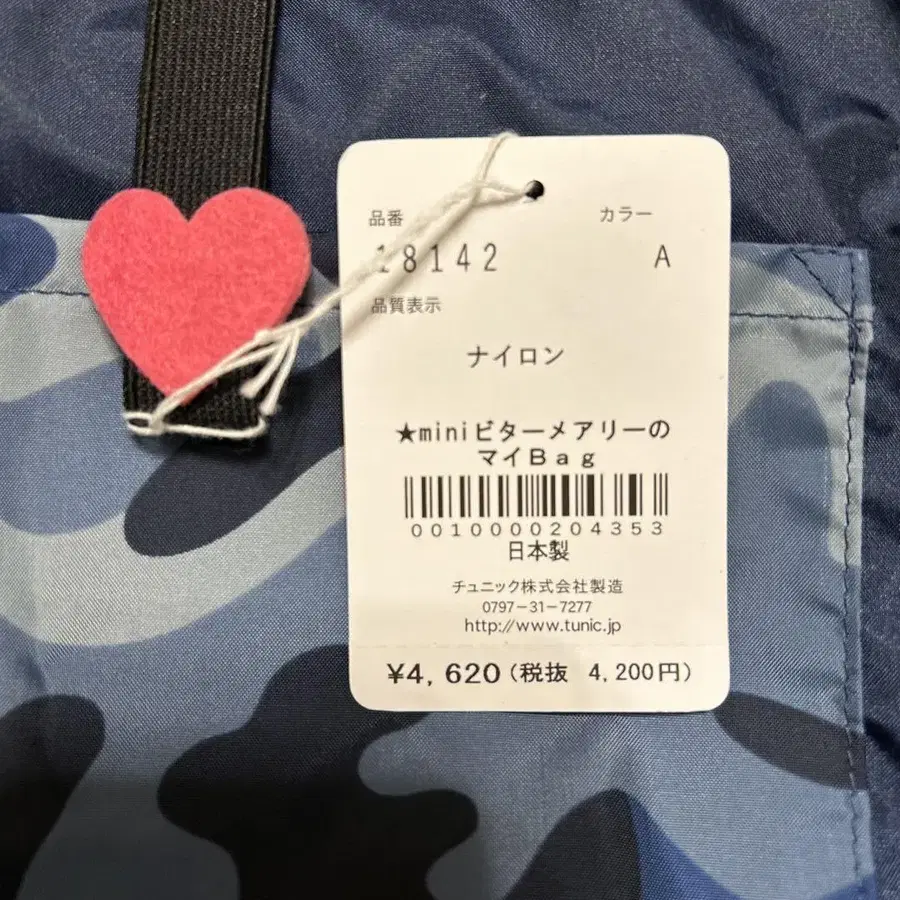 品番 カラー
18142 A
品質表示
ナイロン
★miniビターメアリーの
マイBag
0010000204353
日本製
チュニック株式会社製造
0797-31-7277
http://www.tunic.jp
¥4,620(税抜 4,200円)